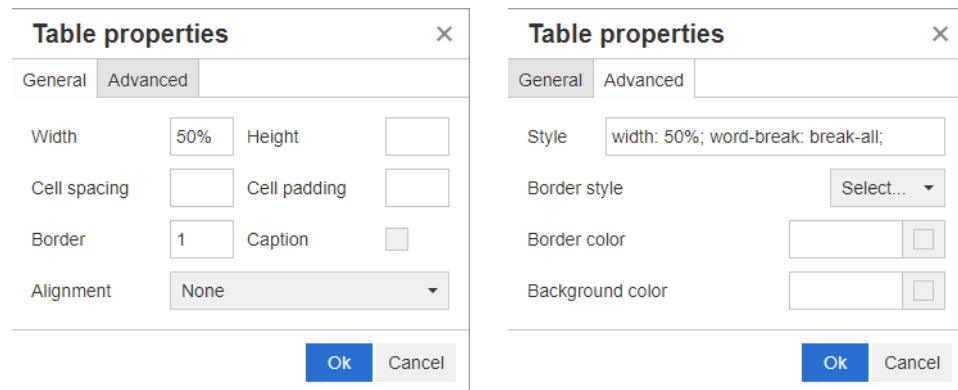 Table properties ×
General Advanced
Width 50% Height
Cell spacing Cell padding
Border 1 Caption
Alignment None
Ok Cancel
Table properties ×
General Advanced
Style width: 50%; word-break: break-all;
Border style Select...
Border color
Background color
Ok Cancel